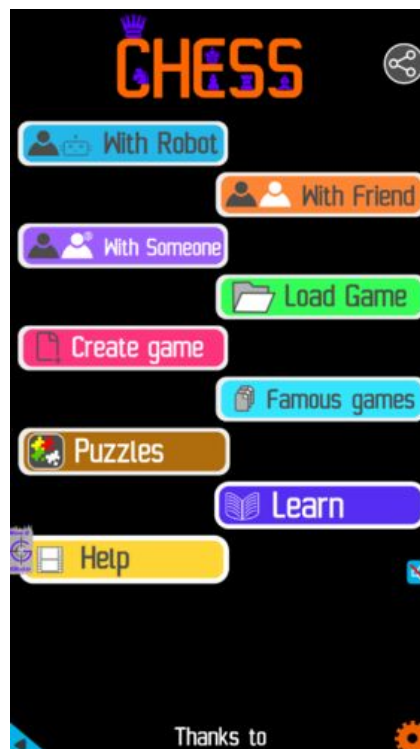 CHESS
With Robot
With Friend
With Someone
Load Game
Create game
Famous games
Puzzles
Learn
Help
Thanks to